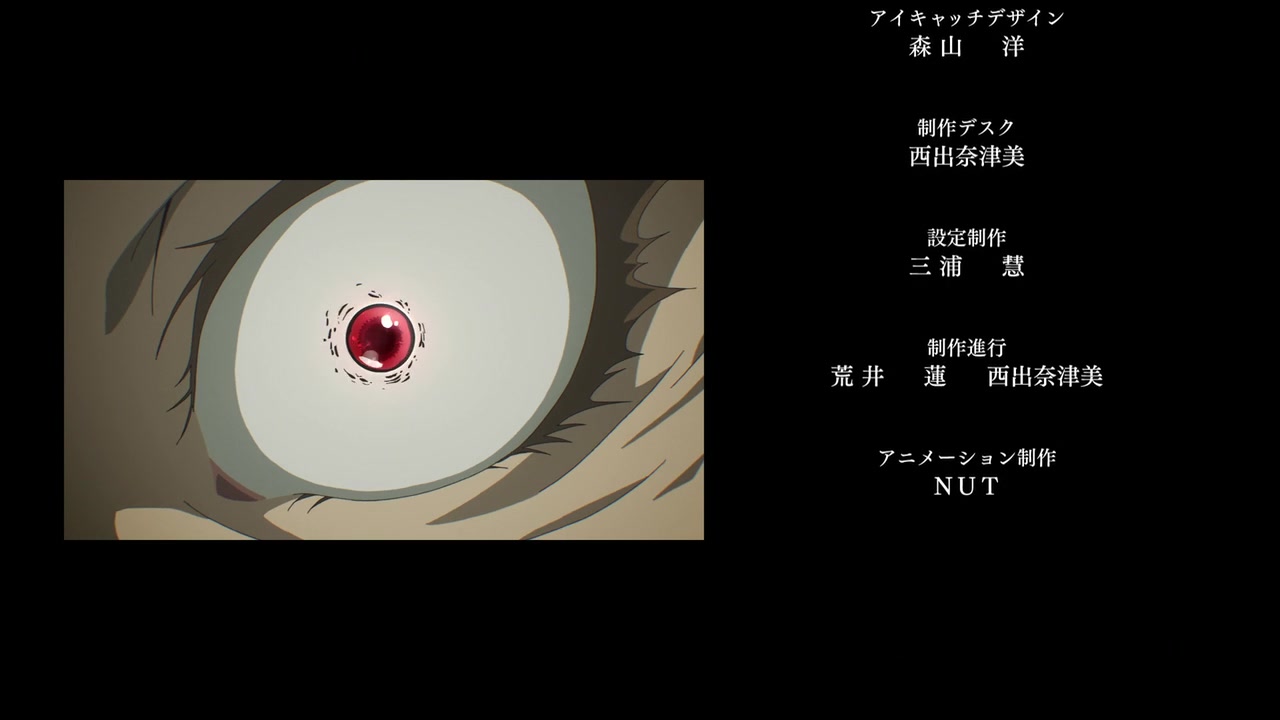 アイキャッチデザイン
森山　洋
制作デスク
西出奈津美
設定制作
三浦　慧
制作進行
荒井　蓮　西出奈津美
アニメーション制作
NUT